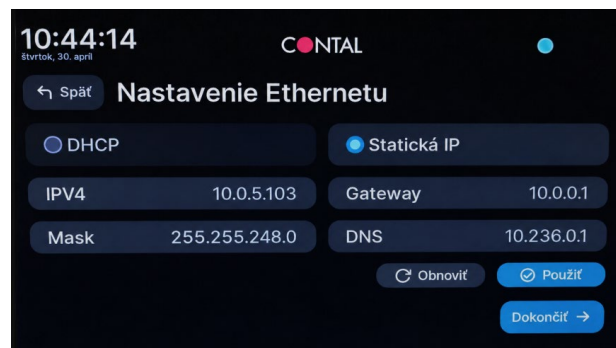 10:44:14
štvrtok, 30. apríl
CONTAL
Späť Nastavenie Ethernetu
DHCP
Statická IP
IPV4 10.0.5.103
Gateway 10.0.0.1
Mask 255.255.248.0
DNS 10.236.0.1
Obnoviť Použiť
Dokončiť